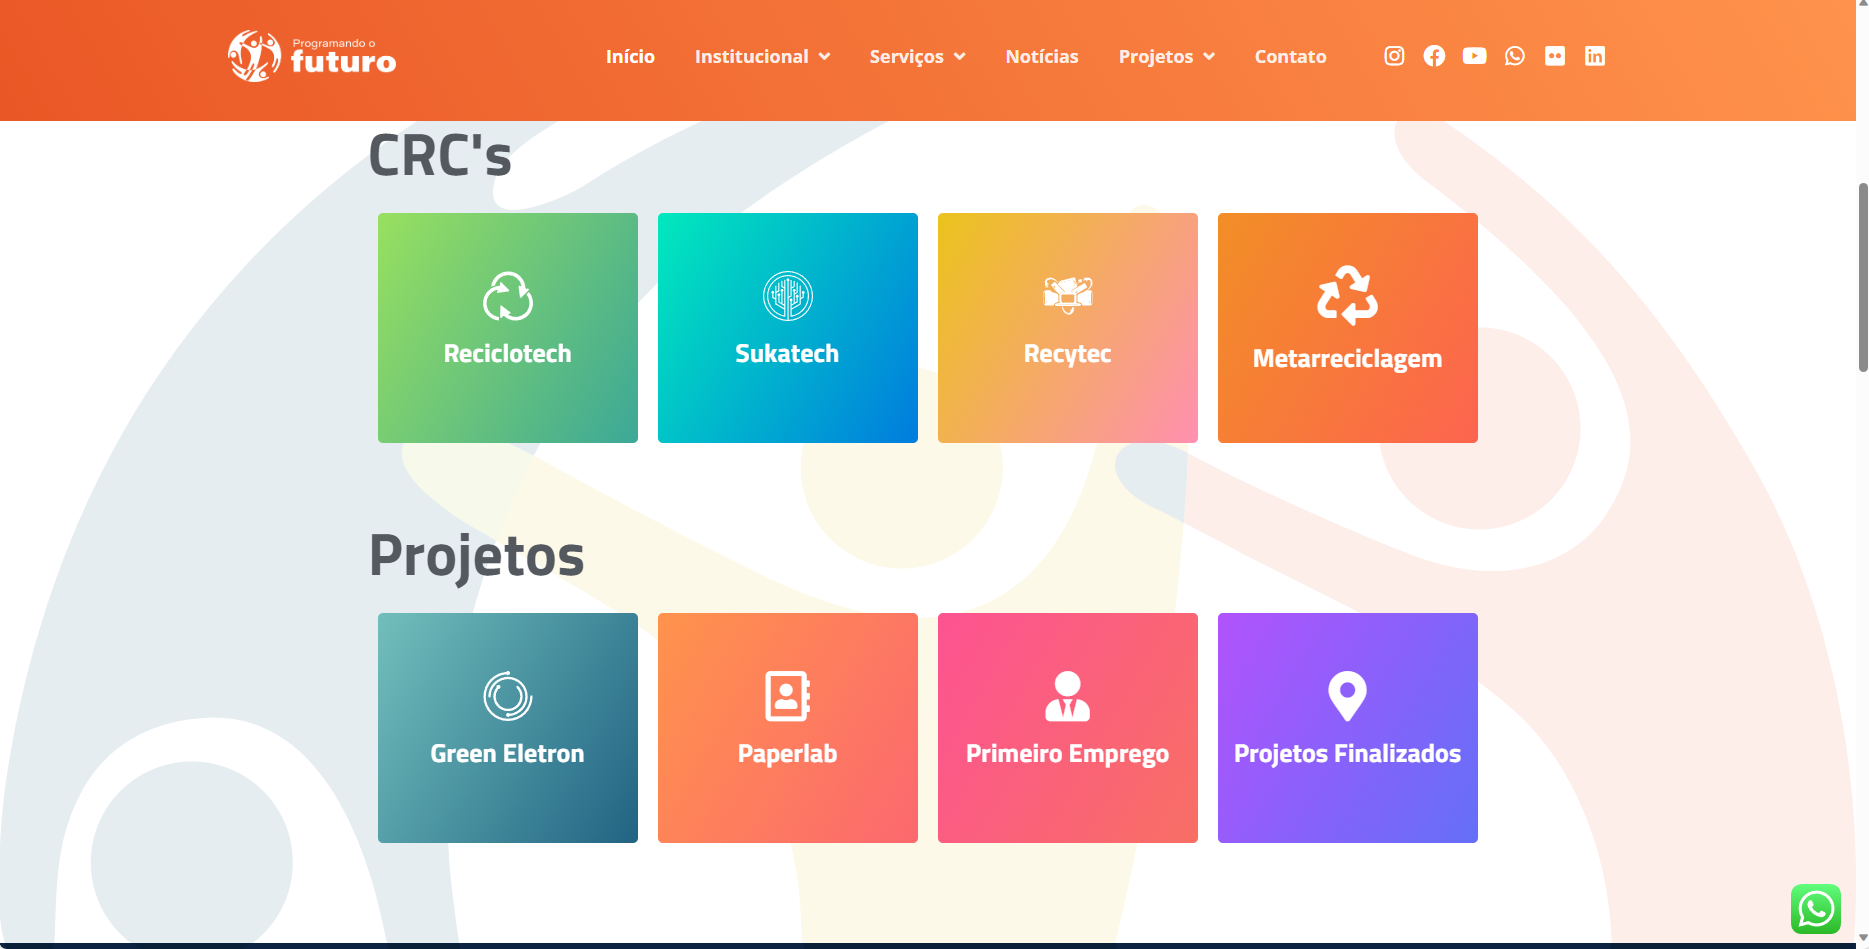 Programando o
futuro
Início
Institucional
Serviços
Notícias
Projetos
Contato
CRC's
Reciclotech
Sukatech
Recytec
Metarreciclagem
Projetos
Green Eletron
Paperlab
Primeiro Emprego
Projetos Finalizados